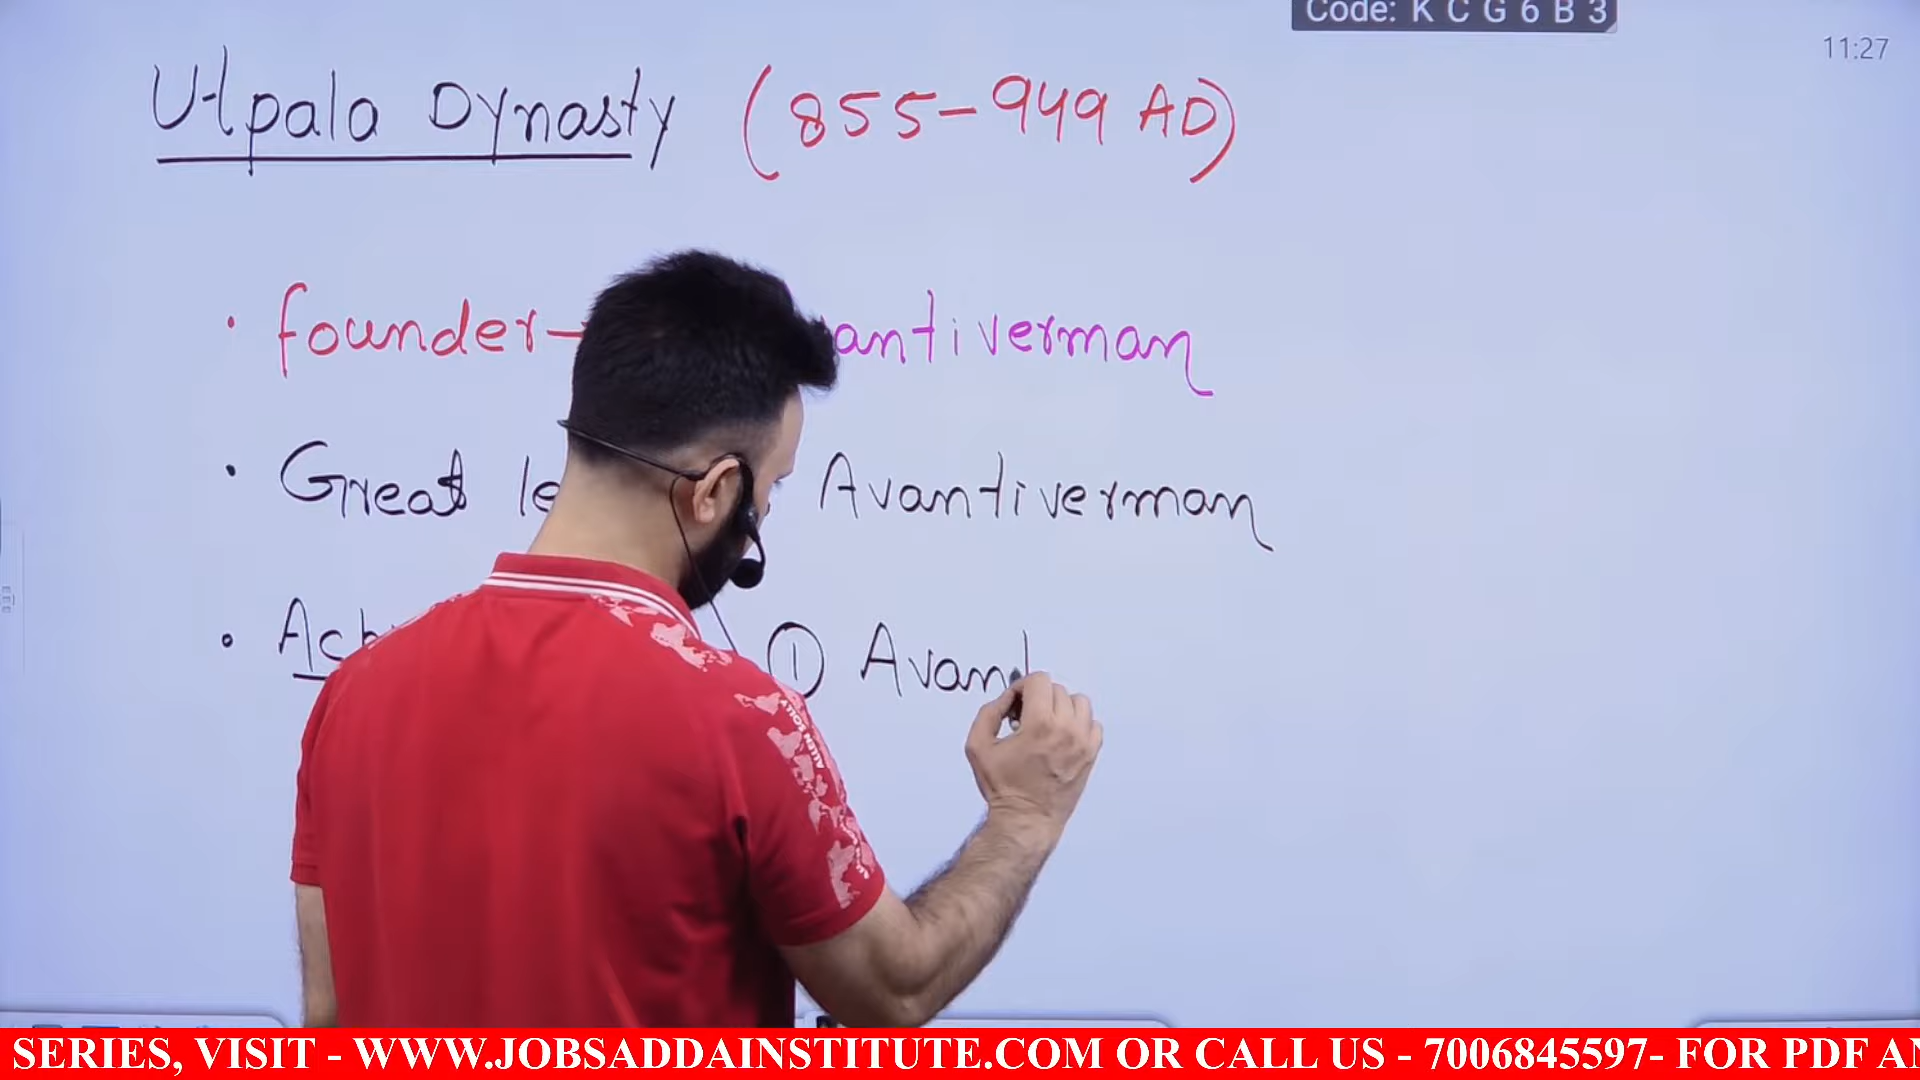 Code: K C G 6 B 3
11:27
Utpala Dynasty (855-949 AD)
• founder- antiverman
• Great le Avantiverman
• Ach ① Avant
SERIES, VISIT - WWW.JOBSADDAINSTITUTE.COM OR CALL US - 7006845597- FOR PDF AN